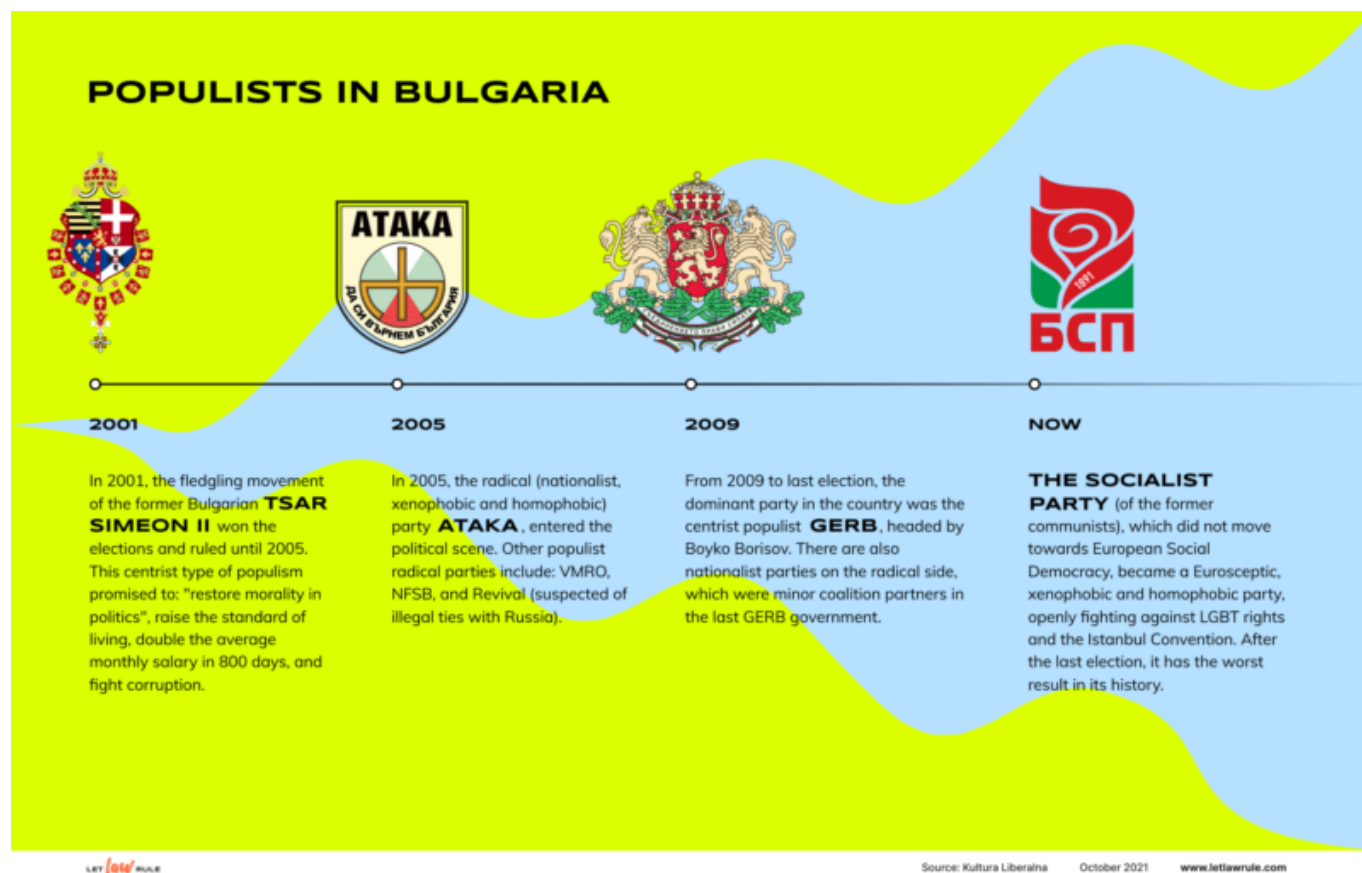 POPULISTS IN BULGARIA
АТАКА
ДА СИ ВЪРНЕМ БЪЛГАРИЯ
СЪЕДИНЕНИЕТО ПРАВИ СИЛАТА
1891
БСП
2001
In 2001, the fledgling movement
of the former Bulgarian TSAR
SIMEON II won the
elections and ruled until 2005.
This centrist type of populism
promised to: "restore morality in
politics", raise the standard of
living, double the average
monthly salary in 800 days, and
fight corruption.
2005
In 2005, the radical (nationalist,
xenophobic and homophobic)
party ATAKA, entered the
political scene. Other populist
radical parties include: VMRO,
NFSB, and Revival (suspected of
illegal ties with Russia).
2009
From 2009 to last election, the
dominant party in the country was the
centrist populist GERB, headed by
Boyko Borisov. There are also
nationalist parties on the radical side,
which were minor coalition partners in
the last GERB government.
NOW
THE SOCIALIST
PARTY (of the former
communists), which did not move
towards European Social
Democracy, became a Eurosceptic,
xenophobic and homophobic party,
openly fighting against LGBT rights
and the Istanbul Convention. After
the last election, it has the worst
result in its history.
LET law RULE
Source: Kultura Liberalna October 2021 www.letlawrule.com